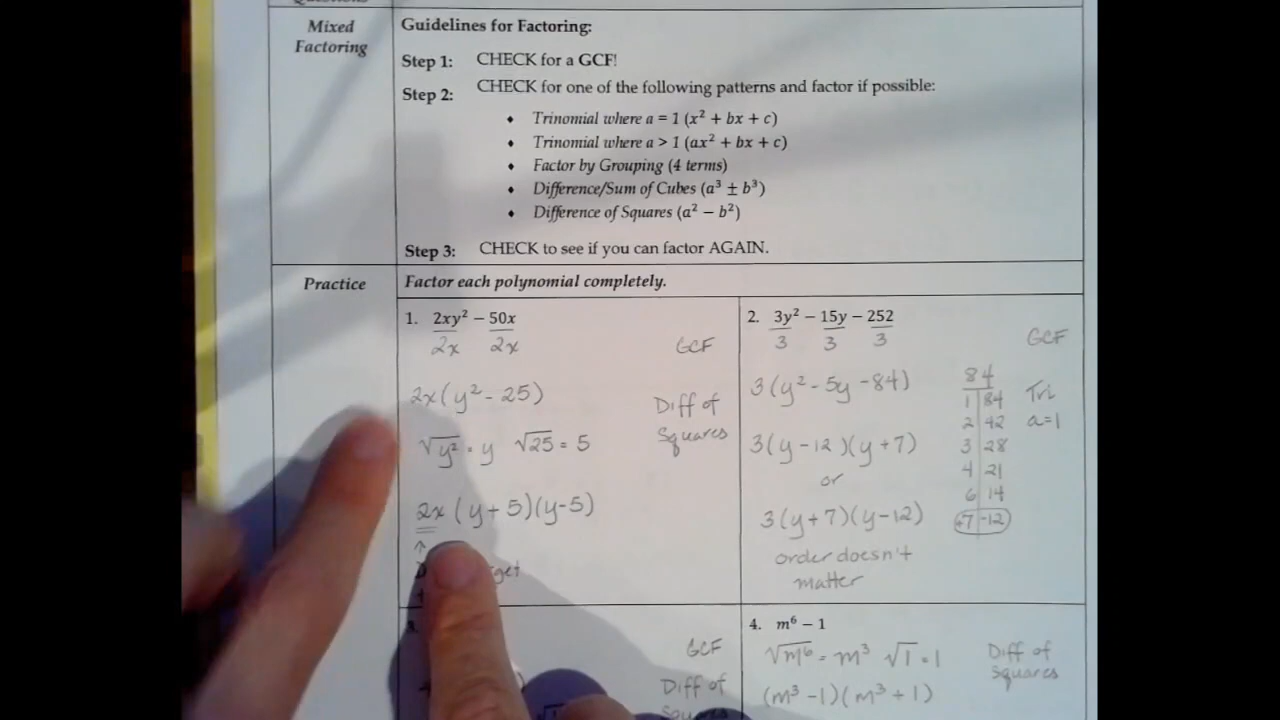 Mixed
Factoring
Guidelines for Factoring:
Step 1: CHECK for a GCF!
Step 2: CHECK for one of the following patterns and factor if possible:
• Trinomial where a = 1 (x² + bx + c)
• Trinomial where a > 1 (ax² + bx + c)
• Factor by Grouping (4 terms)
• Difference/Sum of Cubes (a³ ± b³)
• Difference of Squares (a² − b²)
Step 3: CHECK to see if you can factor AGAIN.
Practice
Factor each polynomial completely.
1. 2xy² − 50x
2x 2x
GCF
2x(y² - 25)
Diff of
Squares
√y² = y √25 = 5
2x (y+5)(y-5)
↑
2. 3y² − 15y − 252
3 3 3
GCF
3(y² - 5y - 84)
3(y-12)(y+7)
or
3(y+7)(y-12)
order doesn't
matter
84
1 84
2 42
3 28
4 21
6 14
+7 -12
Tri
a=1
GCF
Diff of
Squares
4. m⁶ − 1
√m⁶ = m³ √1 = 1
Diff of
Squares
(m³ - 1)(m³ + 1)